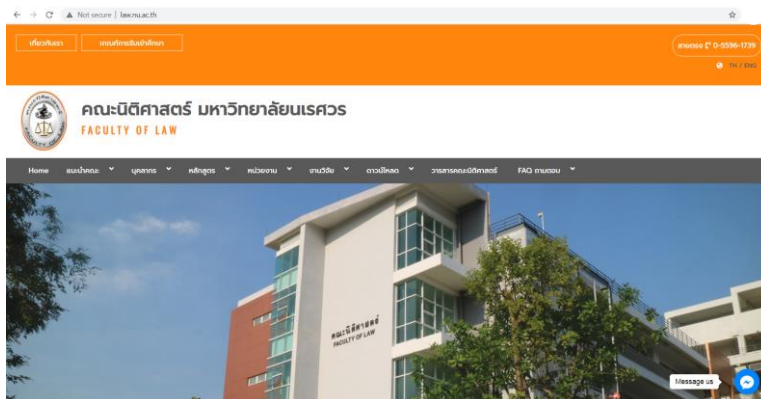 Not secure | law.nu.ac.th
เกี่ยวกับเรา
เกณฑ์การรับเข้าศึกษา
สายตรง 0-5596-1739
TH / ENG
คณะนิติศาสตร์ มหาวิทยาลัยนเรศวร
FACULTY OF LAW
Home แนะนำคณะ บุคลากร หลักสูตร หน่วยงาน งานวิจัย ดาวน์โหลด วารสารคณะนิติศาสตร์ FAQ ถามตอบ
คณะนิติศาสตร์
FACULTY OF LAW
Message us